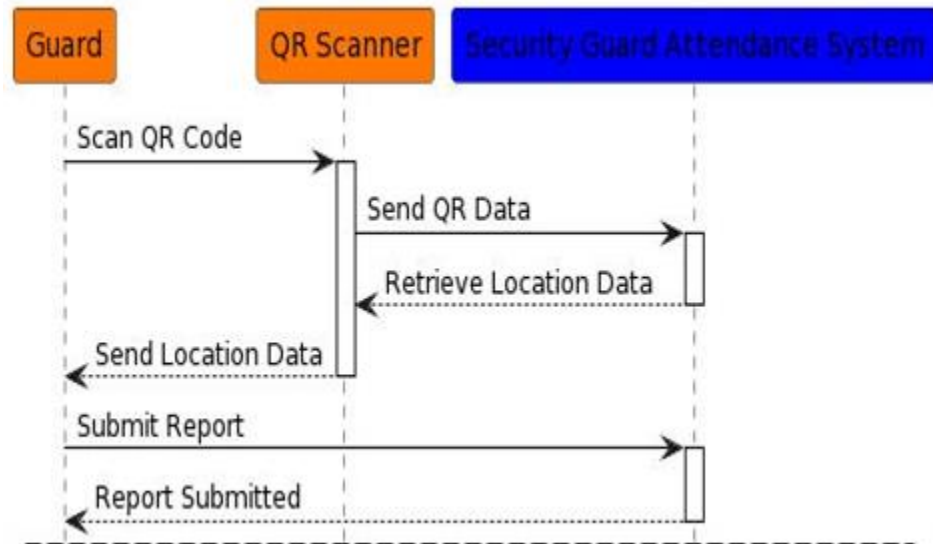 Guard
QR Scanner
Security Guard Attendance System
Scan QR Code
Send QR Data
Retrieve Location Data
Send Location Data
Submit Report
Report Submitted